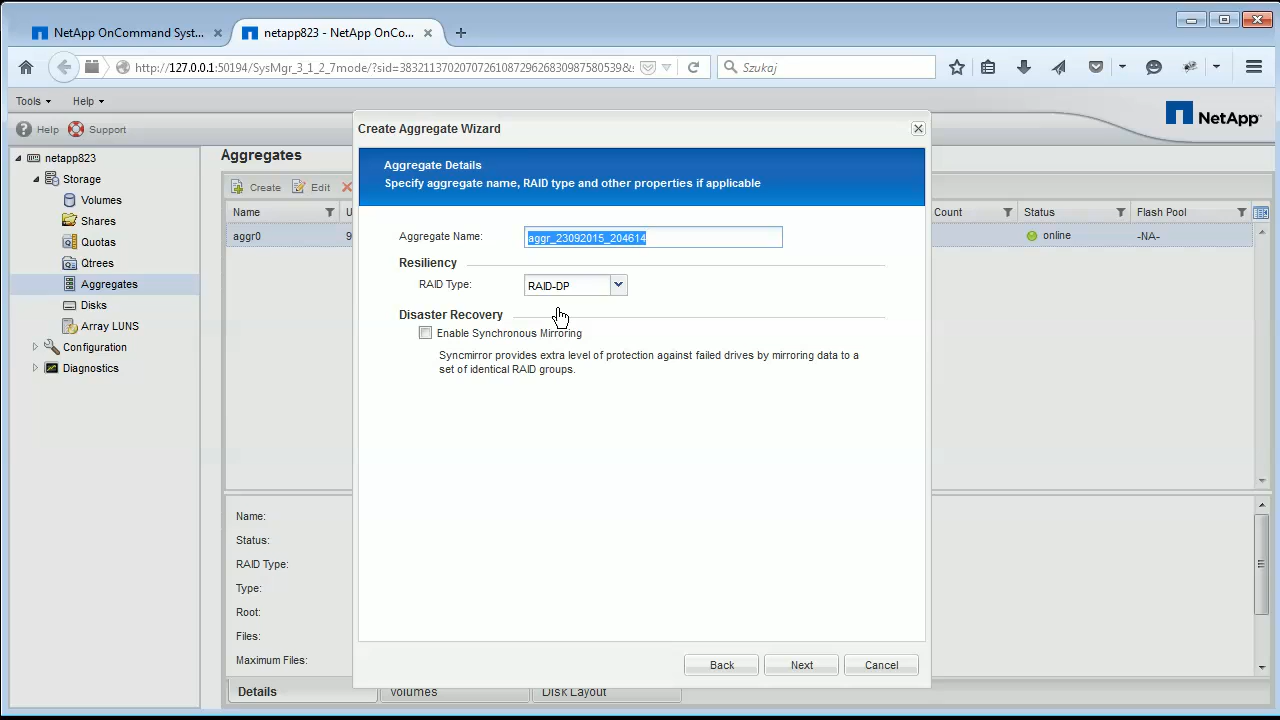 NetApp OnCommand Syst...
netapp823 - NetApp OnCo...
http://127.0.0.1:50194/SysMgr_3_1_2_7mode/?sid=3832113702070726108729626830987580539&
Szukaj
Tools
Help
NetApp
Help
Support
Create Aggregate Wizard
netapp823
Storage
Volumes
Shares
Quotas
Qtrees
Aggregates
Disks
Array LUNS
Configuration
Diagnostics
Aggregates
Create
Edit
Name
Count
Status
Flash Pool
aggr0
9
online
-NA-
Aggregate Details
Specify aggregate name, RAID type and other properties if applicable
Aggregate Name:
aggr_23092015_204614
Resiliency
RAID Type:
RAID-DP
Disaster Recovery
Enable Synchronous Mirroring
Syncmirror provides extra level of protection against failed drives by mirroring data to a
set of identical RAID groups.
Name:
Status:
RAID Type:
Type:
Root:
Files:
Maximum Files:
Back
Next
Cancel
Details
Volumes
Disk Layout